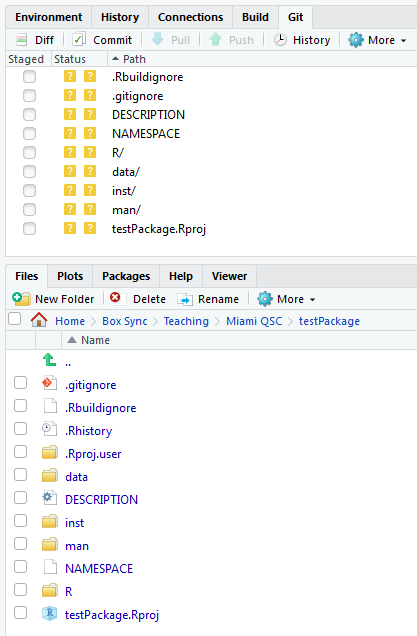 Environment History Connections Build Git
Diff Commit Pull Push History More
Staged Status Path
? ? .Rbuildignore
? ? .gitignore
? ? DESCRIPTION
? ? NAMESPACE
? ? R/
? ? data/
? ? inst/
? ? man/
? ? testPackage.Rproj
Files Plots Packages Help Viewer
New Folder Delete Rename More
Home Box Sync Teaching Miami QSC testPackage
Name
..
.gitignore
.Rbuildignore
.Rhistory
.Rproj.user
data
DESCRIPTION
inst
man
NAMESPACE
R
R testPackage.Rproj